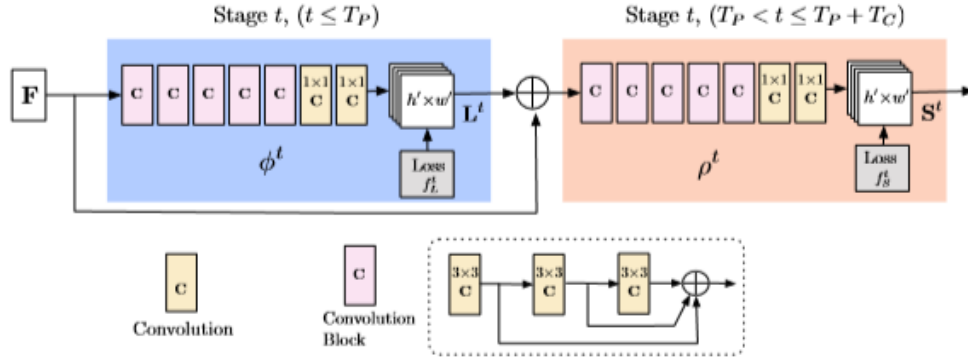 Stage t, (t ≤ T_P)
Stage t, (T_P < t ≤ T_P + T_C)
F
C C C C C 1×1 C 1×1 C
h′×w′
L^t
Loss
f_L^t
ϕ^t
C C C C C 1×1 C 1×1 C
h′×w′
S^t
Loss
f_S^t
ρ^t
C
Convolution
C
Convolution
Block
3×3 3×3 3×3
C C C